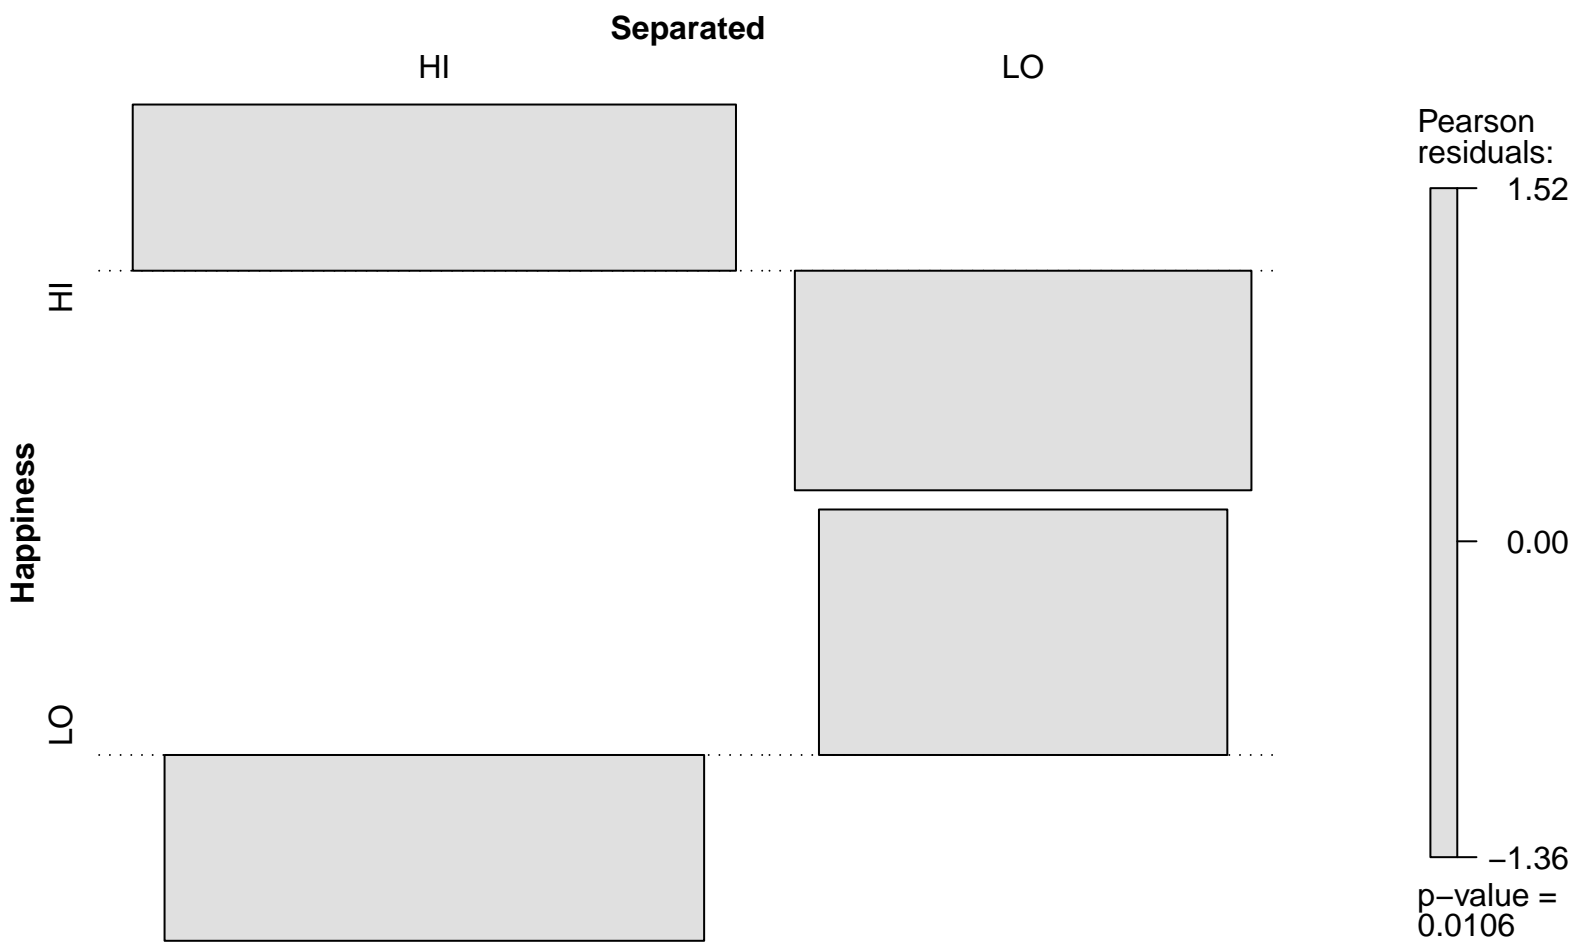 Separated
HI
LO
Happiness
HI
LO
Pearson
residuals:
1.52
0.00
−1.36
p−value =
0.0106